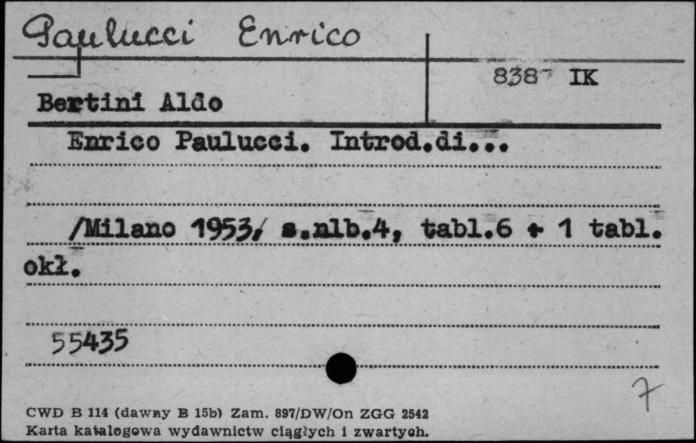 Paulucci Enrico
838 IK
Bertini Aldo
Enrico Paulucci. Introd.di...
/Milano 1953/ s.nlb.4, tabl.6 + 1 tabl.
okł.
55435
7
CWD B 114 (dawny B 15b) Zam. 897/DW/On ZGG 2542
Karta katalogowa wydawnictw ciągłych i zwartych.